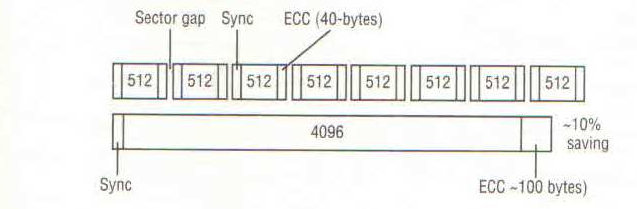 Sector gap Sync ECC (40-bytes)
512 512 512 512 512 512 512 512
4096
~10%
saving
Sync
ECC ~100 bytes)